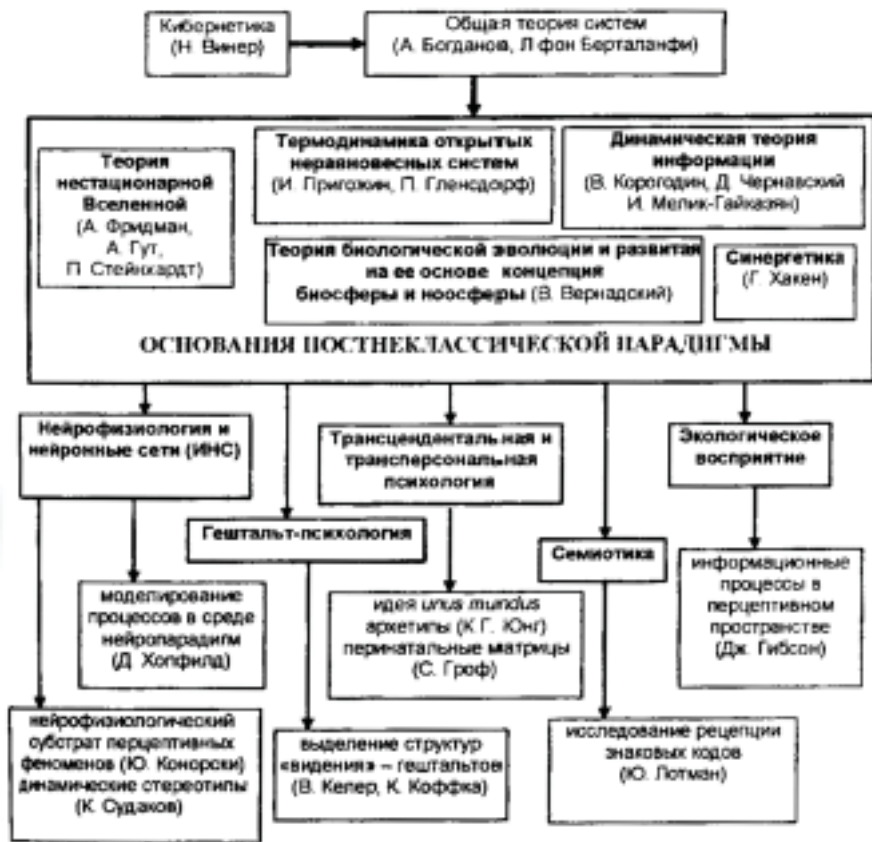 Кибернетика
(Н. Винер)
Общая теория систем
(А. Богданов, Л фон Берталанфи)
Теория
нестационарной
Вселенной
(А. Фридман,
А. Гут,
П. Стейнхардт)
Термодинамика открытых
неравновесных систем
(И. Пригожин, П. Гленсдорф)
Динамическая теория
информации
(В. Корогодин, Д. Чернавский
И. Мелик-Гайказян)
Теория биологической эволюции и развитая
на ее основе концепция
биосферы и ноосферы (В. Вернадский)
Синергетика
(Г. Хакен)
ОСНОВАНИЯ ПОСТНЕКЛАССИЧЕСКОЙ ПАРАДИГМЫ
Нейрофизиология и
нейронные сети (ИНС)
Трансцендентальная и
трансперсональная
психология
Экологическое
восприятие
Гештальт-психология
Семиотика
моделирование
процессов в среде
нейропарадигм
(Д. Хопфилд)
идея unus mundus
архетипы (К Г. Юнг)
перинатальные матрицы
(С. Гроф)
информационные
процессы в
перцептивном
пространстве
(Дж. Гибсон)
нейрофизиологический
субстрат перцептивных
феноменов (Ю. Конорски)
динамические стереотипы
(К. Судаков)
выделение структур
«видения» – гештальтов
(В. Келер, К. Коффка)
исследование рецепции
знаковых кодов
(Ю. Лотман)